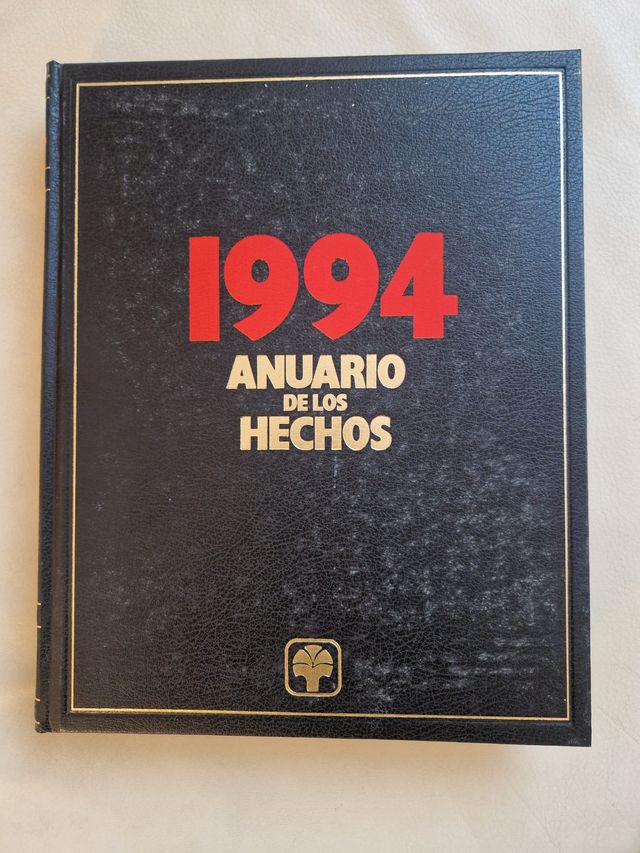 1994
ANUARIO
DE LOS
HECHOS